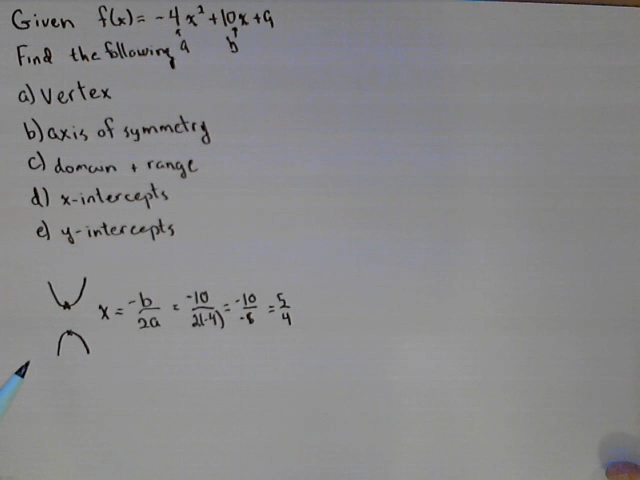 Given f(x) = -4x² + 10x + 9
a b
Find the following
a) vertex
b) axis of symmetry
c) domain + range
d) x-intercepts
e) y-intercepts
x = -b/2a = -10/2(-4) = -10/-8 = 5/4